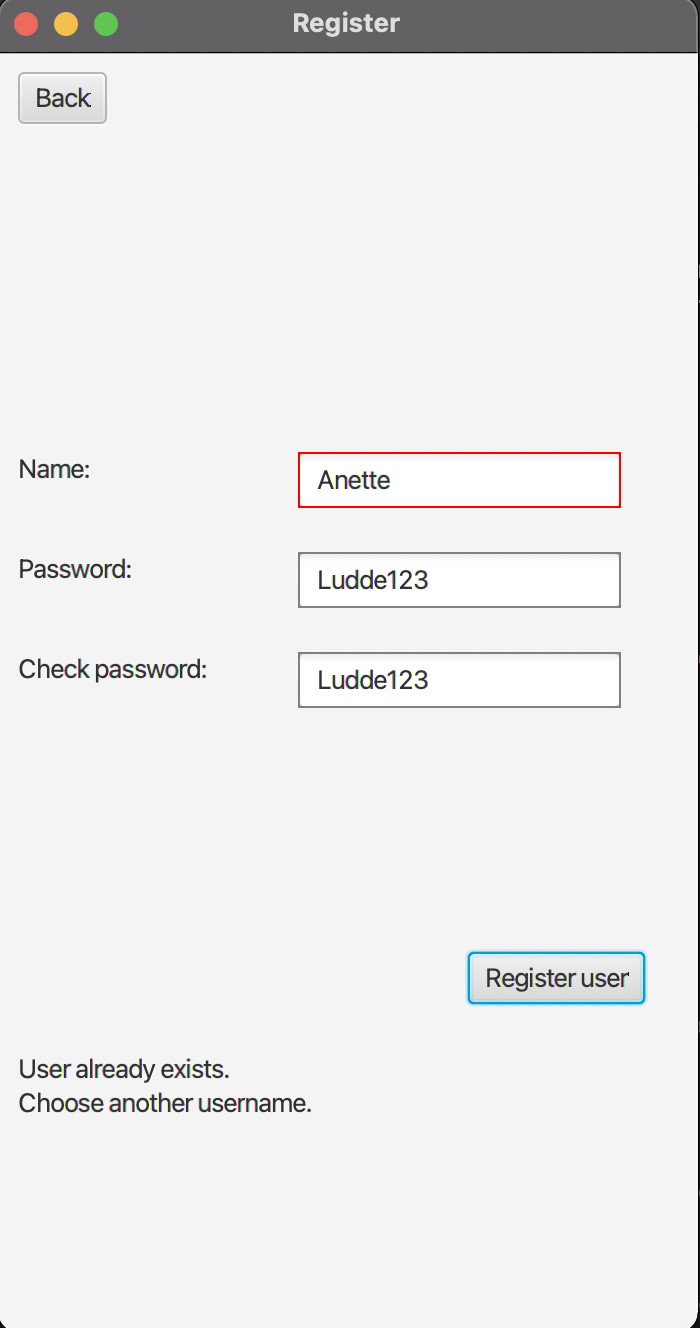 Register
Back
Name:
Anette
Password:
Ludde123
Check password:
Ludde123
Register user
User already exists.
Choose another username.